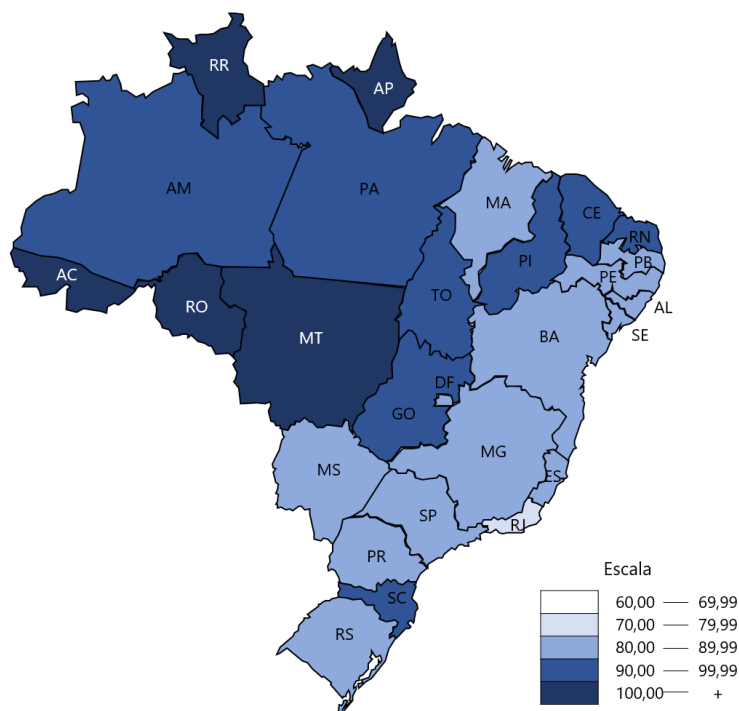 RR
AP
AM
PA
MA
CE
RN
PB
PI
PE
AC
RO
TO
AL
SE
MT
BA
DF
GO
MG
MS
ES
SP
RJ
PR
SC
RS
Escala
60,00 — 69,99
70,00 — 79,99
80,00 — 89,99
90,00 — 99,99
100,00 — +